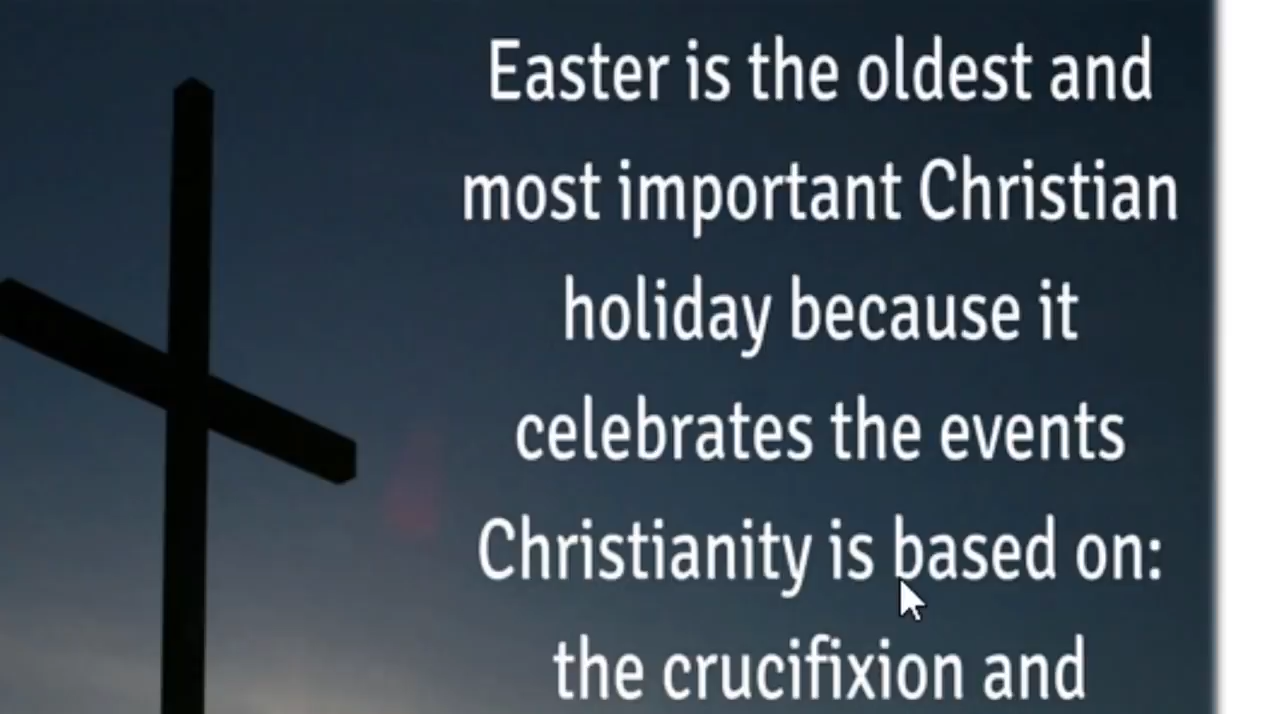 Easter is the oldest and
most important Christian
holiday because it
celebrates the events
Christianity is based on:
the crucifixion and